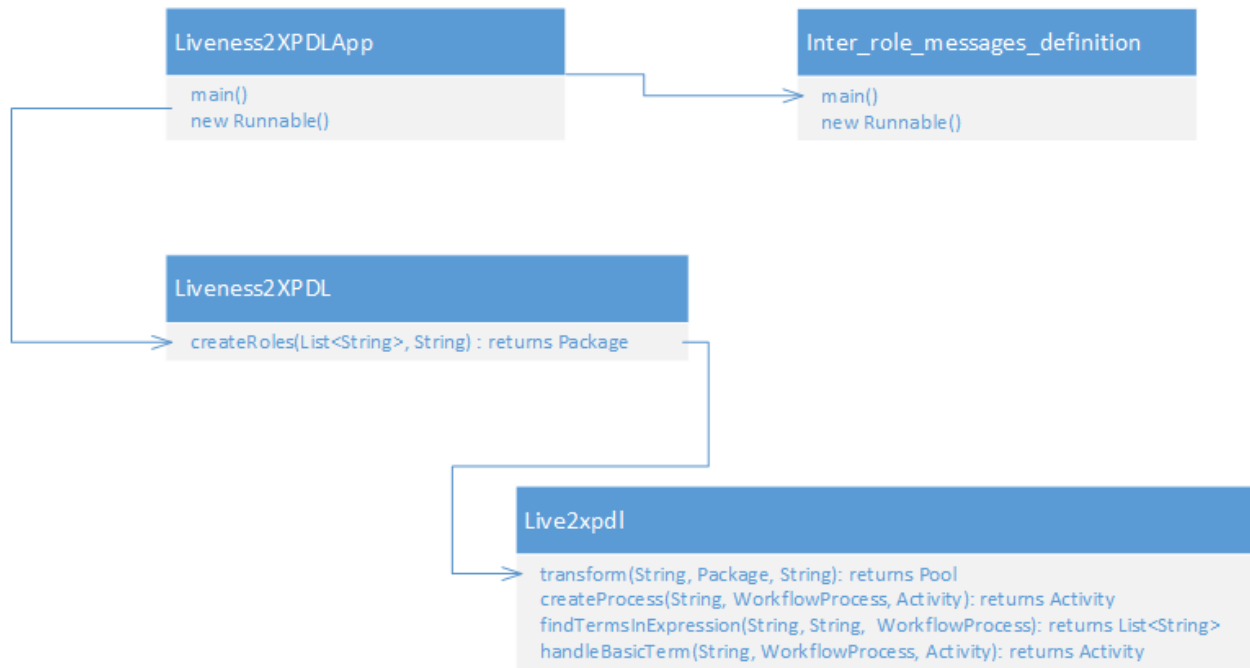 Liveness2XPDLApp
main()
new Runnable()
Inter_role_messages_definition
main()
new Runnable()
Liveness2XPDL
createRoles(List<String>, String) : returns Package
Live2xpdl
transform(String, Package, String): returns Pool
createProcess(String, WorkflowProcess, Activity): returns Activity
findTermsInExpression(String, String, WorkflowProcess): returns List<String>
handleBasicTerm(String, WorkflowProcess, Activity): returns Activity